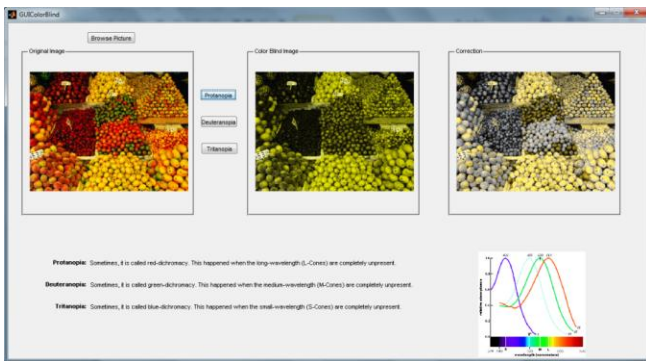 GUIColorBlind
Browse Picture
Original Image
Color Blind Image
Correction
Protanopia
Deuteranopia
Tritanopia
Protanopia: Sometimes, it is called red-dichromacy. This happened when the long-wavelength (L-Cones) are completely unpresent.
Deuteranopia: Sometimes, it is called green-dichromacy. This happened when the medium-wavelength (M-Cones) are completely unpresent.
Tritanopia: Sometimes, it is called blue-dichromacy. This happened when the small-wavelength (S-Cones) are completely unpresent.